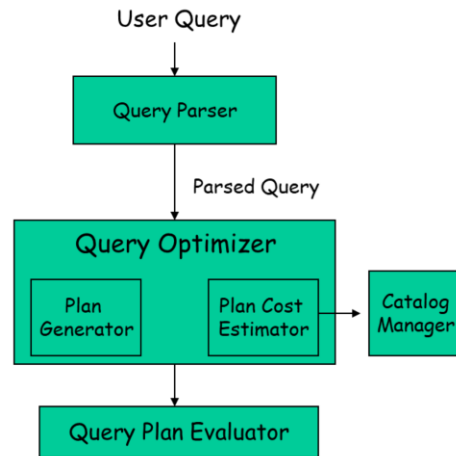 User Query
Query Parser
Parsed Query
Query Optimizer
Plan
Generator
Plan Cost
Estimator
Catalog
Manager
Query Plan Evaluator